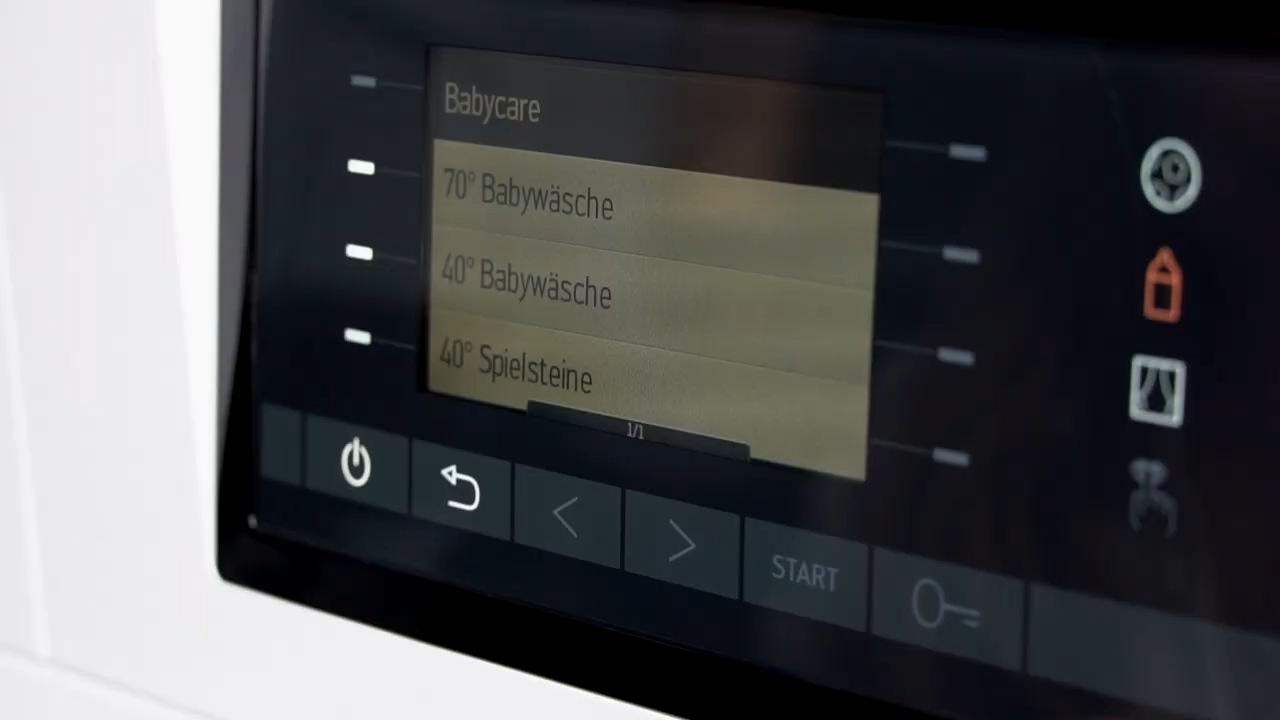 Babycare
70° Babywäsche
40° Babywäsche
40° Spielsteine
1/1
START